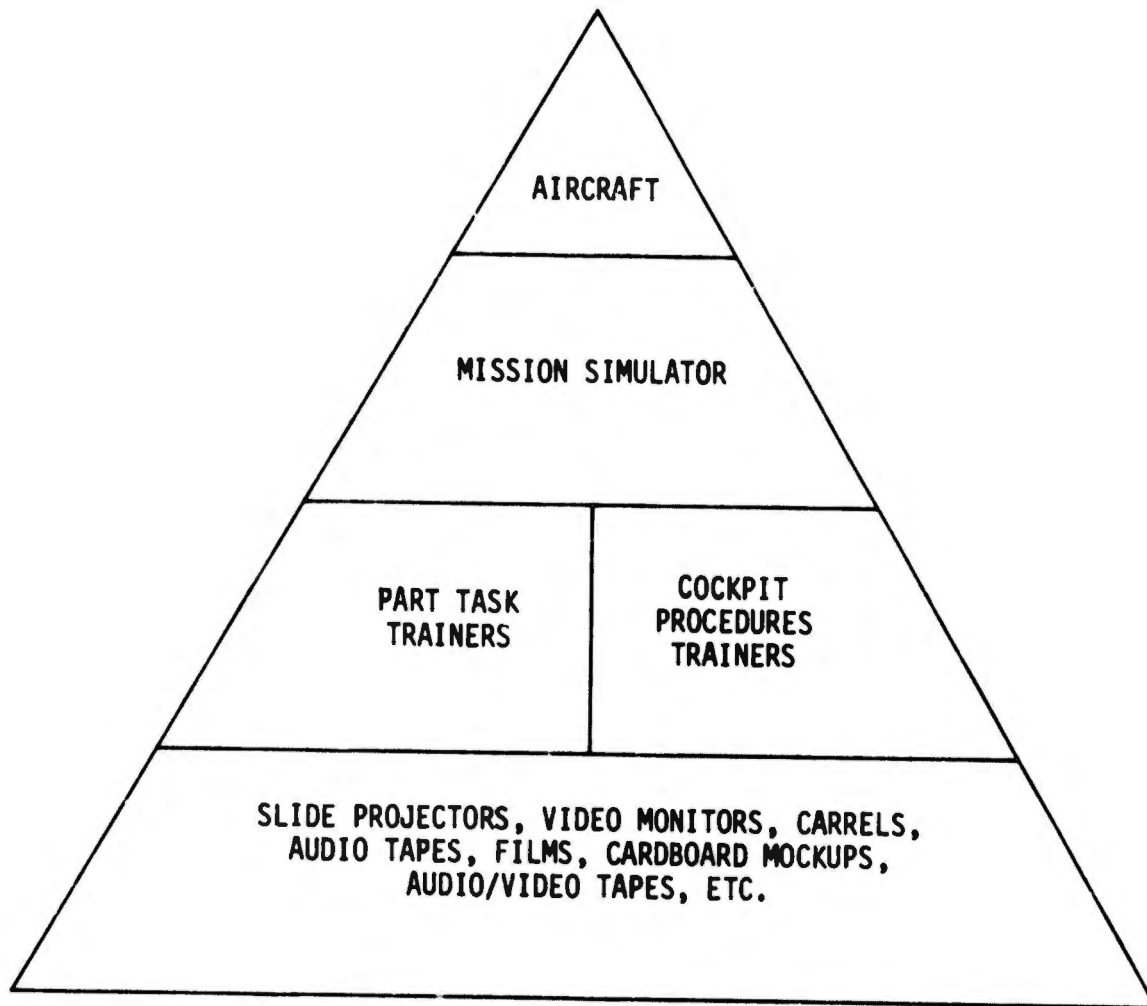 AIRCRAFT
MISSION SIMULATOR
PART TASK
TRAINERS
COCKPIT
PROCEDURES
TRAINERS
SLIDE PROJECTORS, VIDEO MONITORS, CARRELS,
AUDIO TAPES, FILMS, CARDBOARD MOCKUPS,
AUDIO/VIDEO TAPES, ETC.